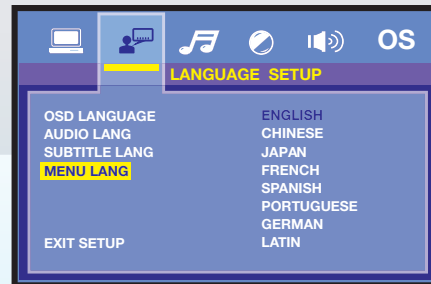 OS
LANGUAGE SETUP
OSD LANGUAGE
AUDIO LANG
SUBTITLE LANG
MENU LANG
EXIT SETUP
ENGLISH
CHINESE
JAPAN
FRENCH
SPANISH
PORTUGUESE
GERMAN
LATIN